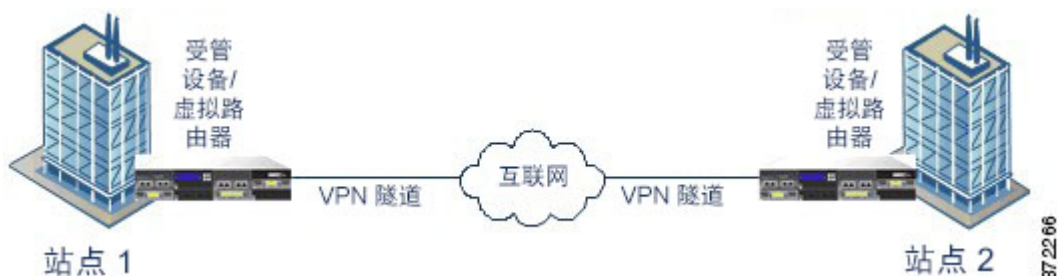 受管
设备/
虚拟路
由器
受管
设备/
虚拟路
由器
互联网
VPN 隧道
VPN 隧道
站点 1
站点 2
372266